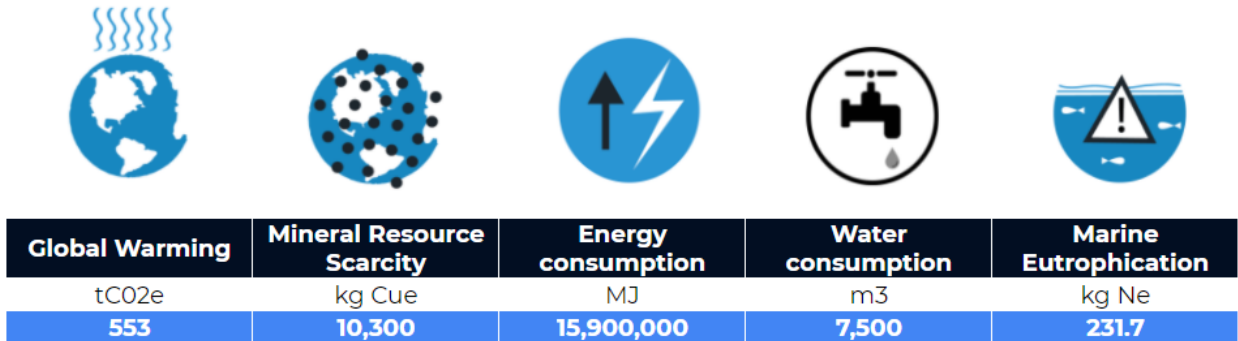 Global Warming
Mineral Resource
Scarcity
Energy
consumption
Water
consumption
Marine
Eutrophication
tC02e
kg Cue
MJ
m3
kg Ne
553
10,300
15,900,000
7,500
231.7